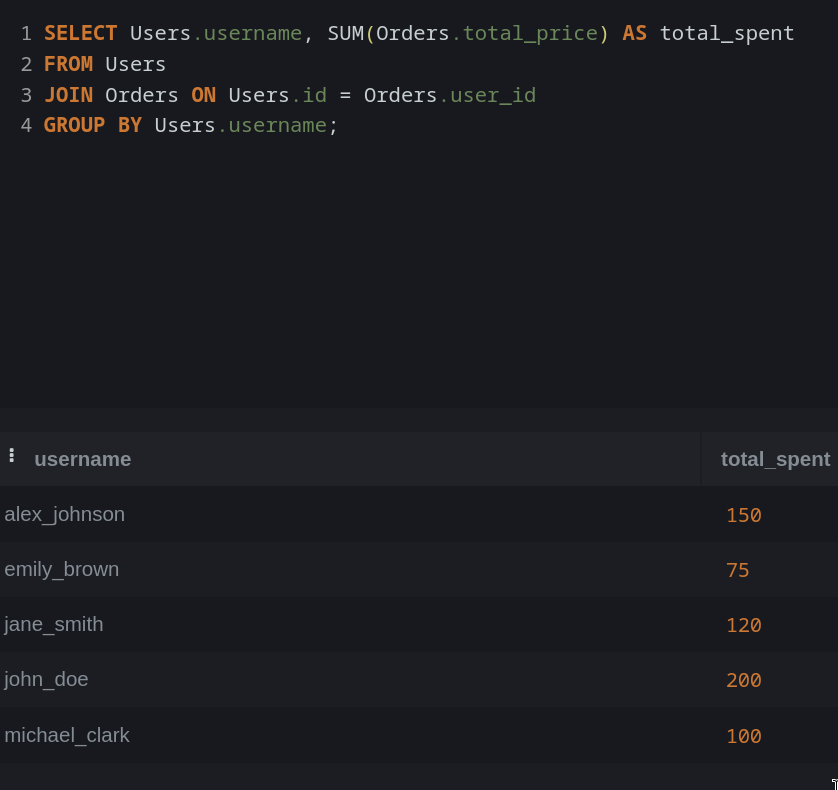 1 SELECT Users.username, SUM(Orders.total_price) AS total_spent
2 FROM Users
3 JOIN Orders ON Users.id = Orders.user_id
4 GROUP BY Users.username;
username total_spent
alex_johnson 150
emily_brown 75
jane_smith 120
john_doe 200
michael_clark 100